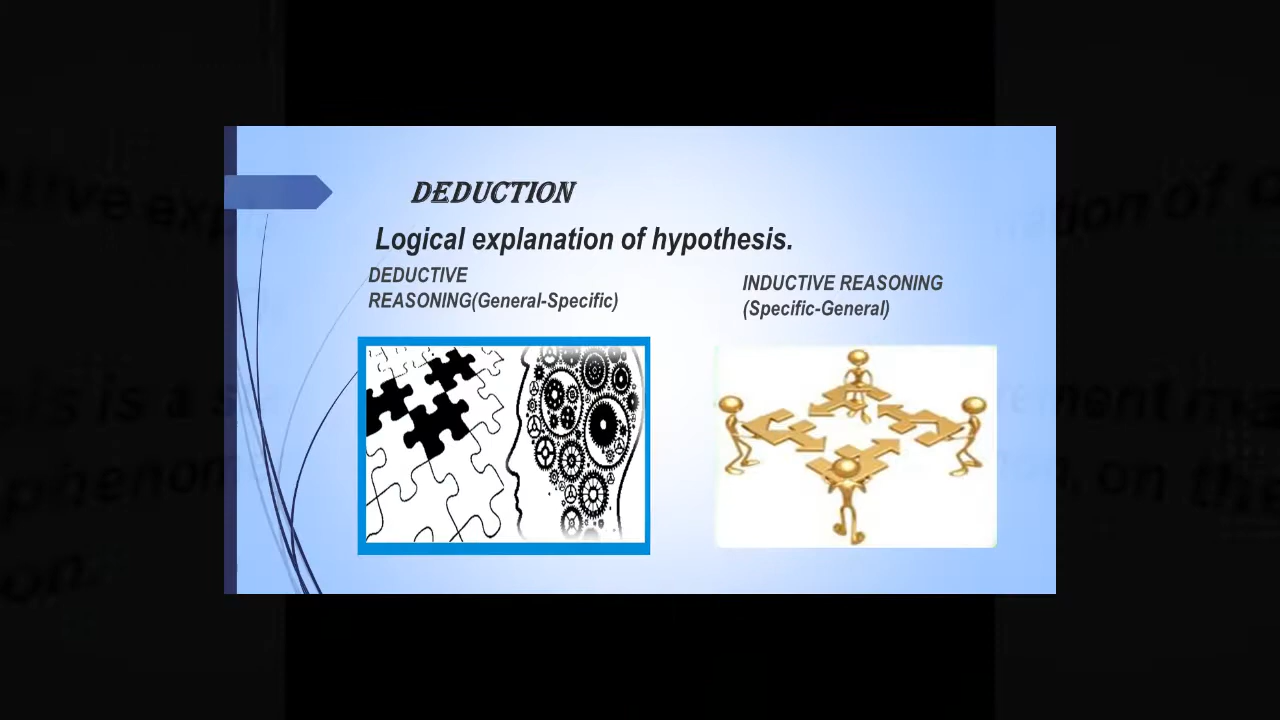 DEDUCTION
Logical explanation of hypothesis.
DEDUCTIVE
REASONING(General-Specific)
INDUCTIVE REASONING
(Specific-General)